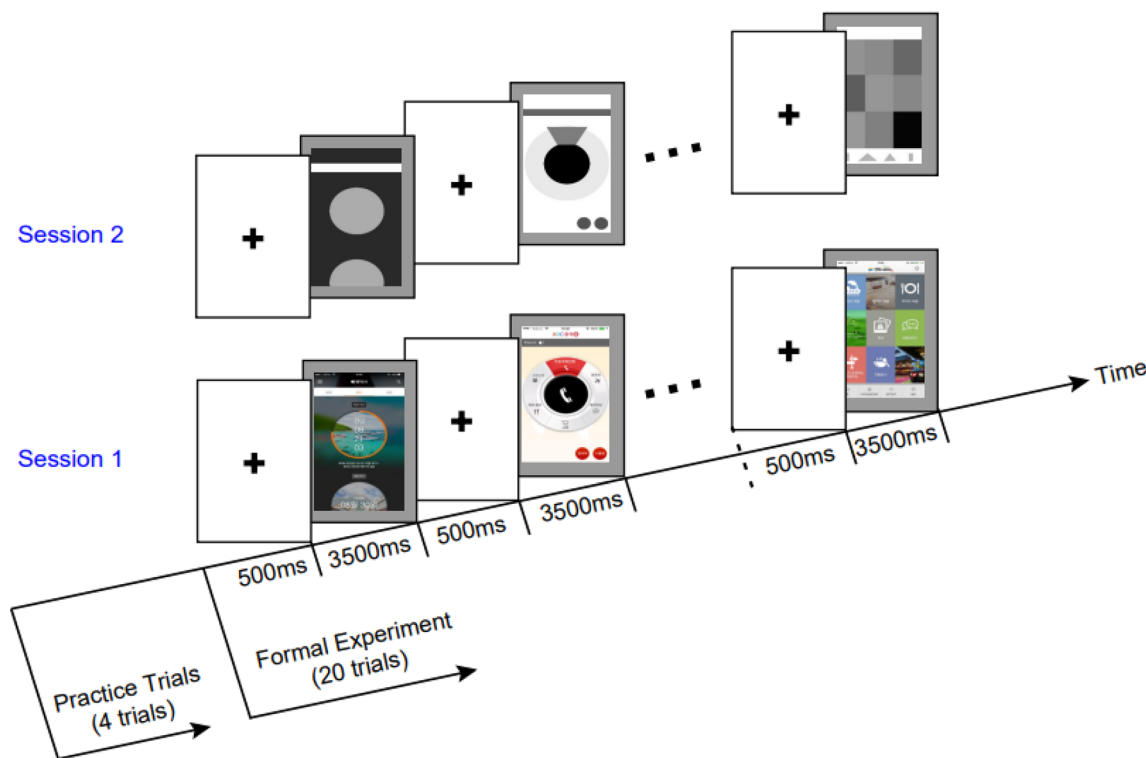 Session 2
Session 1
Time
500ms
3500ms
500ms
3500ms
500ms
3500ms
Formal Experiment
(20 trials)
Practice Trials
(4 trials)